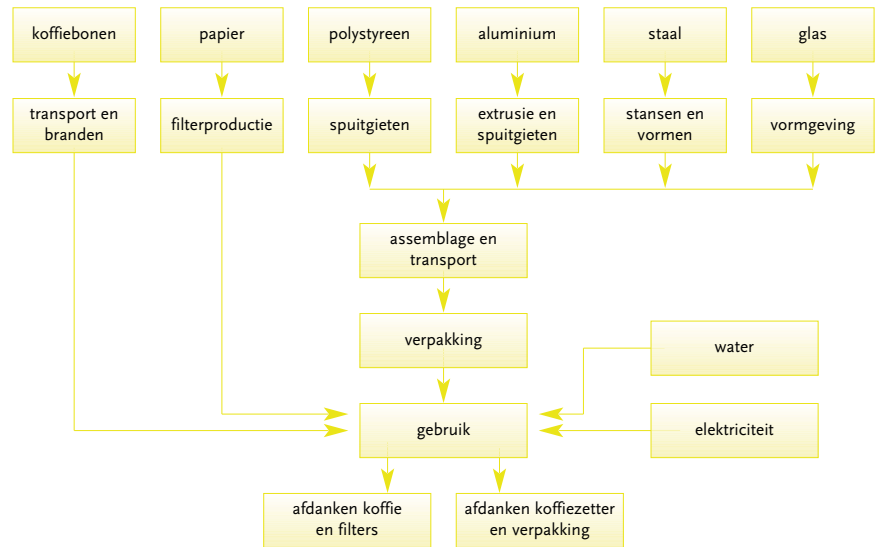 koffiebonen
papier
polystyreen
aluminium
staal
glas
transport en
branden
filterproductie
spuitgieten
extrusie en
spuitgieten
stansen en
vormen
vormgeving
assemblage en
transport
verpakking
water
gebruik
elektriciteit
afdanken koffie
en filters
afdanken koffiezetter
en verpakking